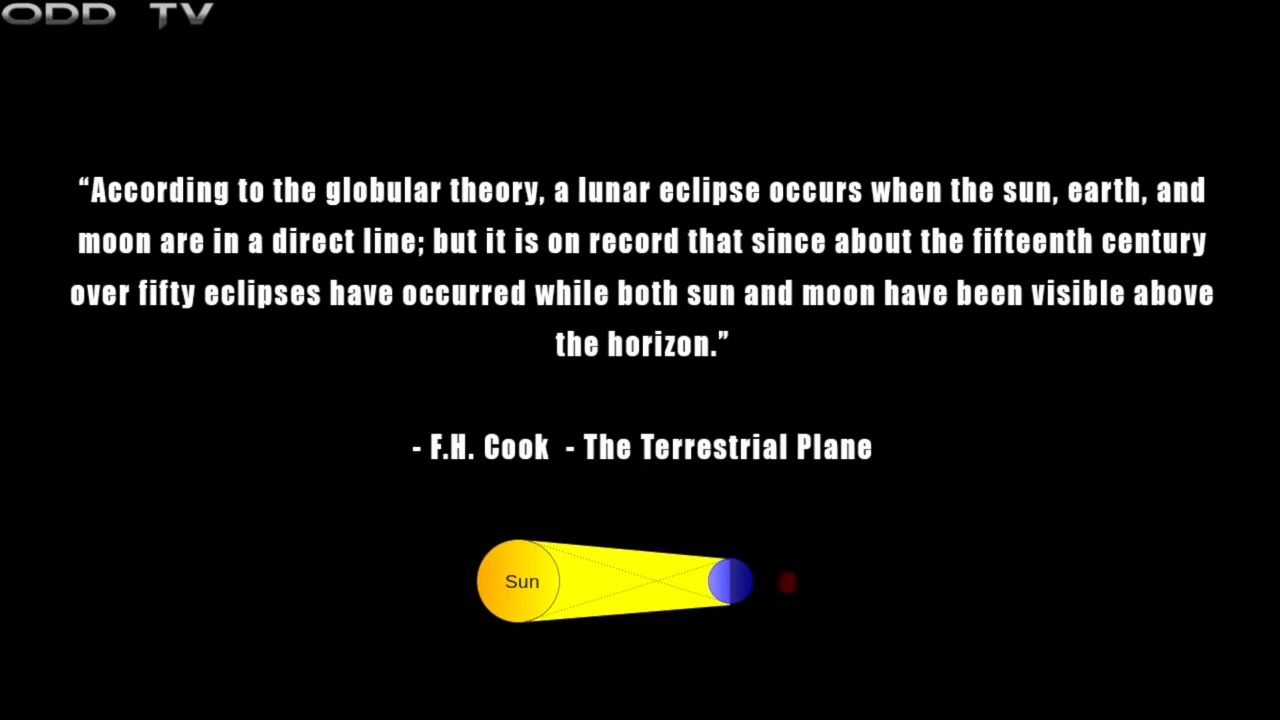 ODD TV
“According to the globular theory, a lunar eclipse occurs when the sun, earth, and
moon are in a direct line; but it is on record that since about the fifteenth century
over fifty eclipses have occurred while both sun and moon have been visible above
the horizon.”
- F.H. Cook - The Terrestrial Plane
Sun